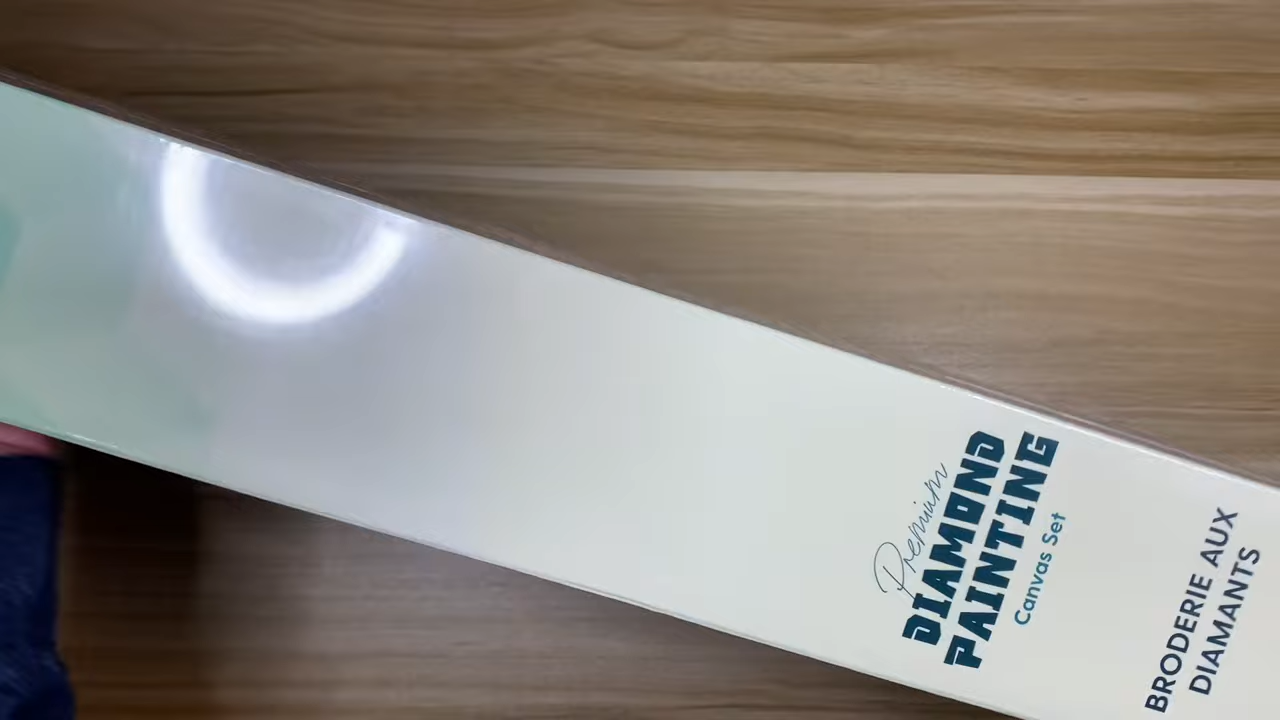 Premium
DIAMOND
PAINTING
Canvas Set
BRODERIE AUX
DIAMANTS